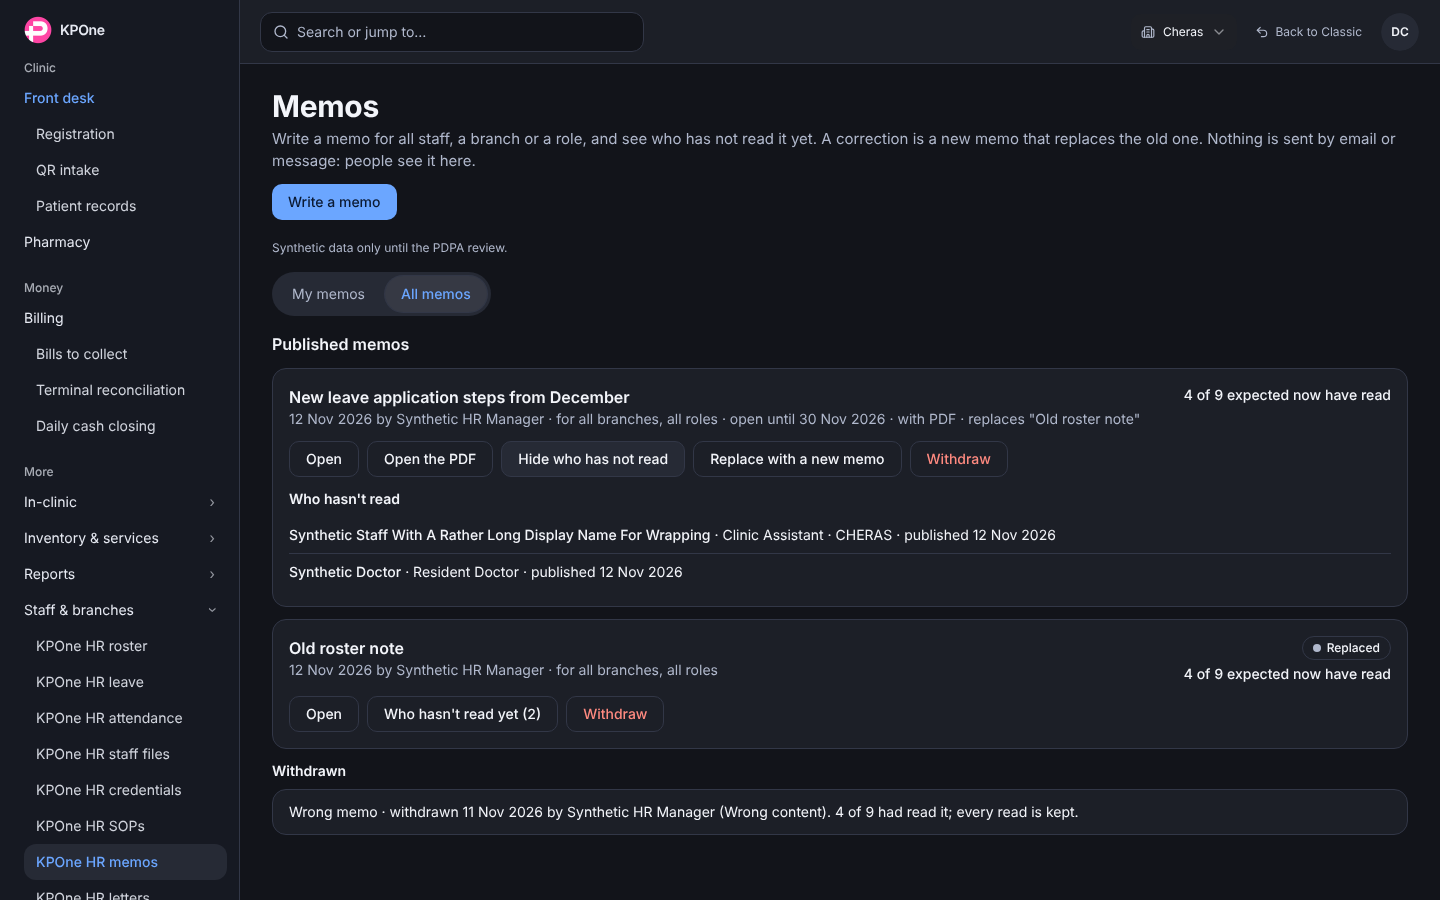 KPOne
Search or jump to...
Cheras
Back to Classic
DC
Clinic
Front desk
Registration
QR intake
Patient records
Pharmacy
Money
Billing
Bills to collect
Terminal reconciliation
Daily cash closing
More
In-clinic
Inventory & services
Reports
Staff & branches
KPOne HR roster
KPOne HR leave
KPOne HR attendance
KPOne HR staff files
KPOne HR credentials
KPOne HR SOPs
KPOne HR memos
KPOne HR letters
Memos
Write a memo for all staff, a branch or a role, and see who has not read it yet. A correction is a new memo that replaces the old one. Nothing is sent by email or
message: people see it here.
Write a memo
Synthetic data only until the PDPA review.
My memos
All memos
Published memos
New leave application steps from December
4 of 9 expected now have read
12 Nov 2026 by Synthetic HR Manager · for all branches, all roles · open until 30 Nov 2026 · with PDF · replaces "Old roster note"
Open
Open the PDF
Hide who has not read
Replace with a new memo
Withdraw
Who hasn't read
Synthetic Staff With A Rather Long Display Name For Wrapping · Clinic Assistant · CHERAS · published 12 Nov 2026
Synthetic Doctor · Resident Doctor · published 12 Nov 2026
Old roster note
Replaced
12 Nov 2026 by Synthetic HR Manager · for all branches, all roles
4 of 9 expected now have read
Open
Who hasn't read yet (2)
Withdraw
Withdrawn
Wrong memo · withdrawn 11 Nov 2026 by Synthetic HR Manager (Wrong content). 4 of 9 had read it; every read is kept.